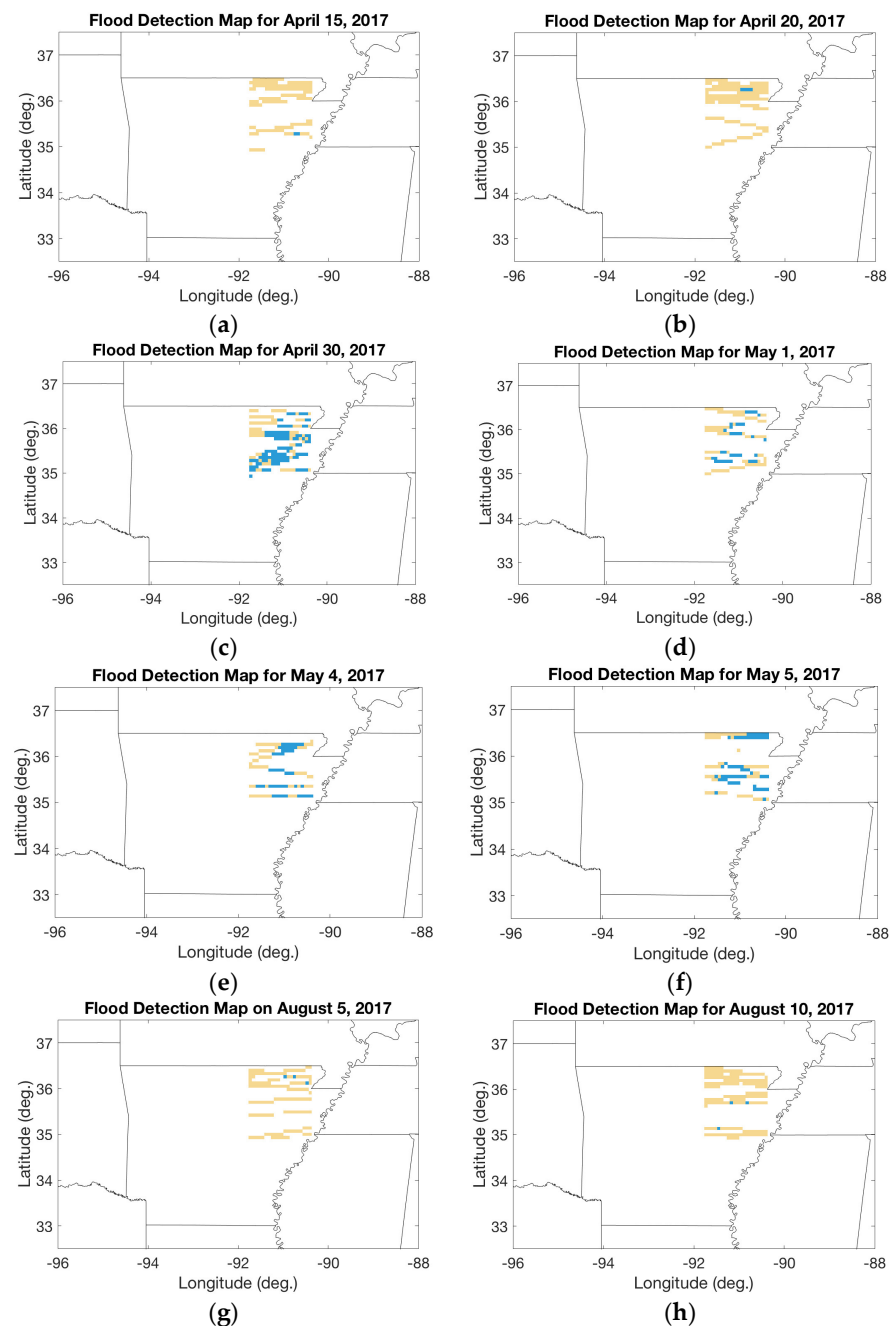 Flood Detection Map for April 15, 2017
37
36
35
34
33
Latitude (deg.)
-96 -94 -92 -90 -88
Longitude (deg.)
(a)
Flood Detection Map for April 20, 2017
37
36
35
34
33
Latitude (deg.)
-96 -94 -92 -90 -88
Longitude (deg.)
(b)
Flood Detection Map for April 30, 2017
37
36
35
34
33
Latitude (deg.)
-96 -94 -92 -90 -88
Longitude (deg.)
(c)
Flood Detection Map for May 1, 2017
37
36
35
34
33
Latitude (deg.)
-96 -94 -92 -90 -88
Longitude (deg.)
(d)
Flood Detection Map for May 4, 2017
37
36
35
34
33
Latitude (deg.)
-96 -94 -92 -90 -88
Longitude (deg.)
(e)
Flood Detection Map for May 5, 2017
37
36
35
34
33
Latitude (deg.)
-96 -94 -92 -90 -88
Longitude (deg.)
(f)
Flood Detection Map on August 5, 2017
37
36
35
34
33
Latitude (deg.)
-96 -94 -92 -90 -88
Longitude (deg.)
(g)
Flood Detection Map for August 10, 2017
37
36
35
34
33
Latitude (deg.)
-96 -94 -92 -90 -88
Longitude (deg.)
(h)